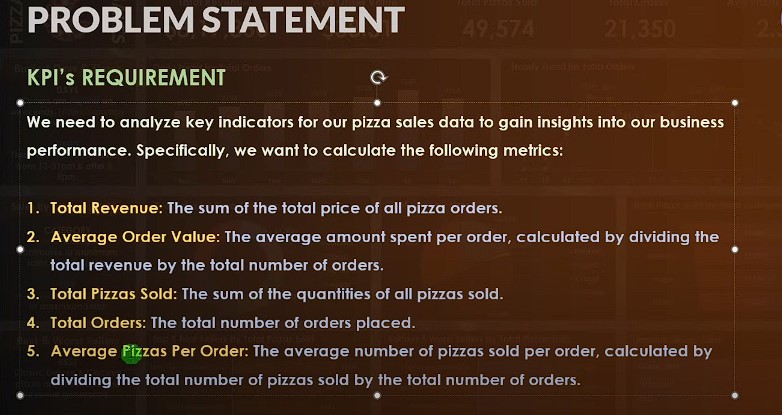 PROBLEM STATEMENT
49,574
21,350
KPI's REQUIREMENT
We need to analyze key indicators for our pizza sales data to gain insights into our business
performance. Specifically, we want to calculate the following metrics:
1. Total Revenue: The sum of the total price of all pizza orders.
2. Average Order Value: The average amount spent per order, calculated by dividing the
total revenue by the total number of orders.
3. Total Pizzas Sold: The sum of the quantities of all pizzas sold.
4. Total Orders: The total number of orders placed.
5. Average Pizzas Per Order: The average number of pizzas sold per order, calculated by
dividing the total number of pizzas sold by the total number of orders.